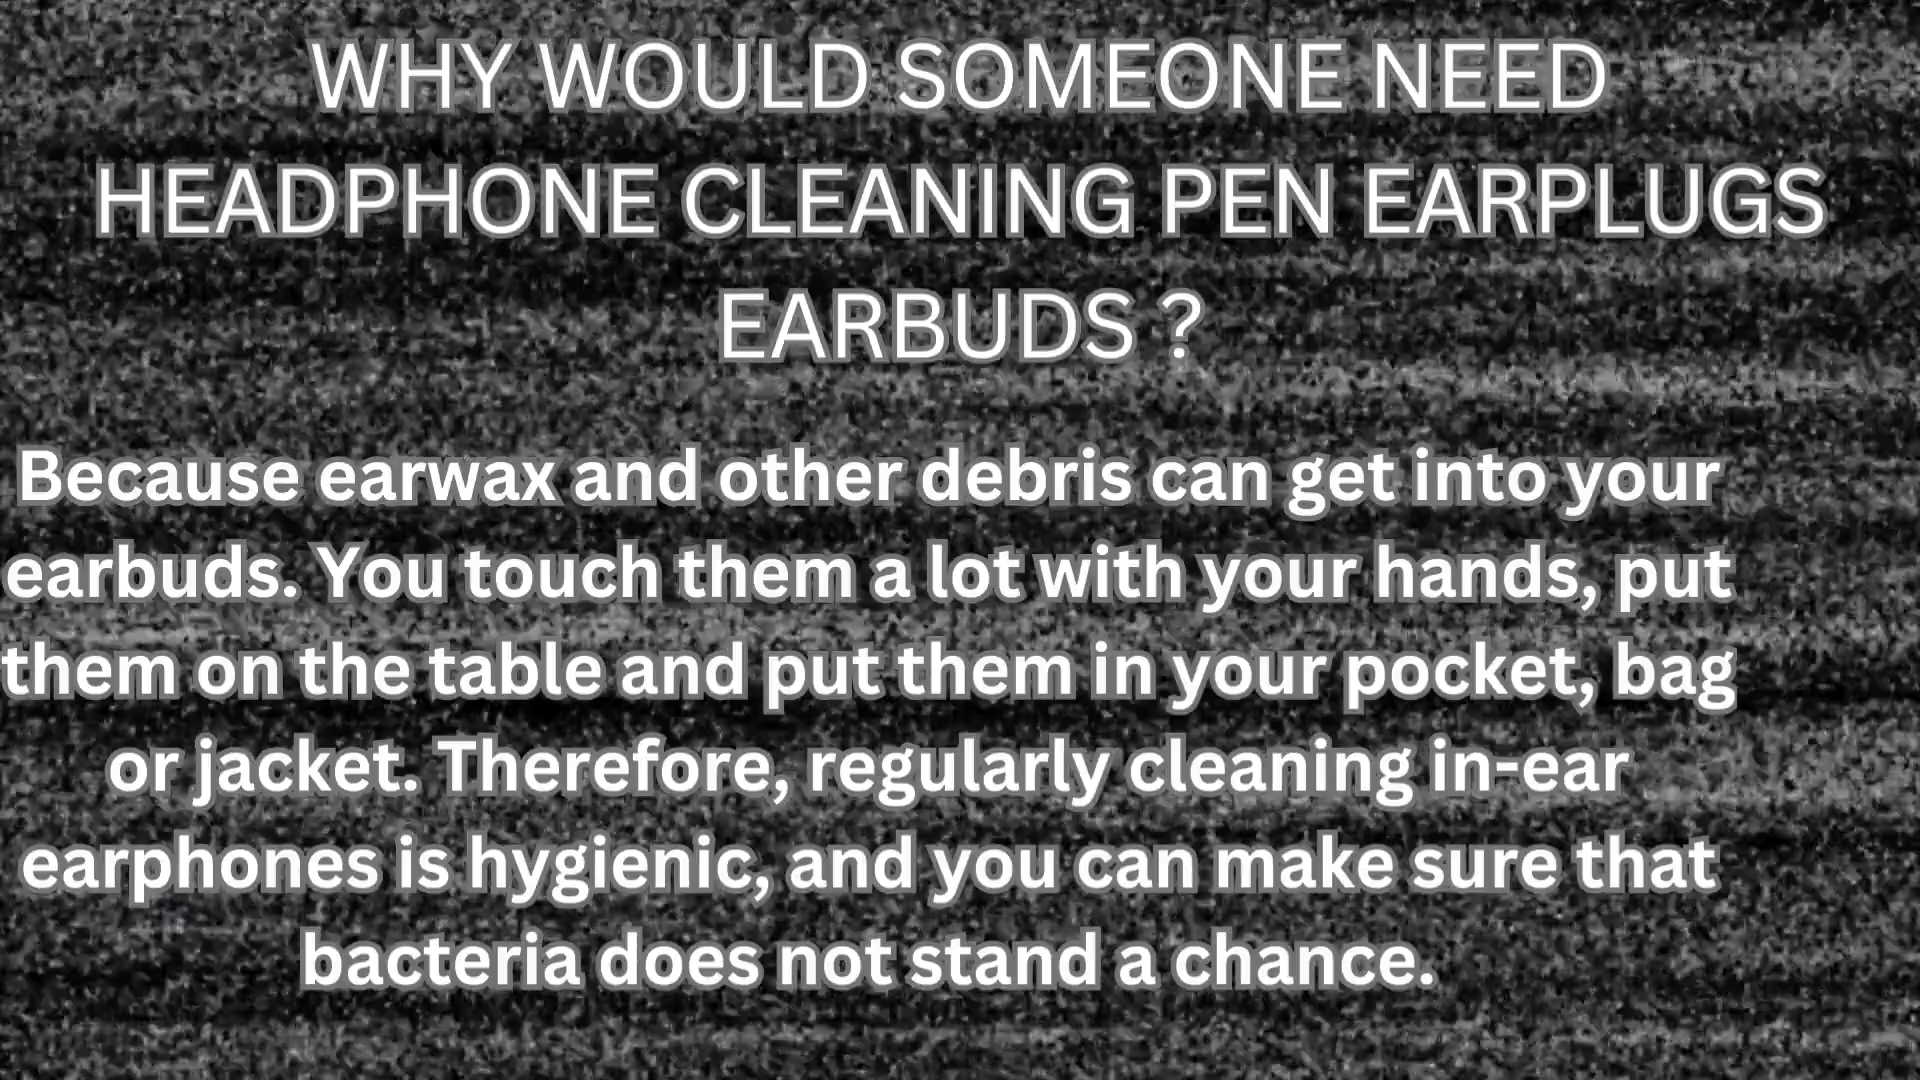 WHY WOULD SOMEONE NEED
HEADPHONE CLEANING PEN EARPLUGS
EARBUDS ?
Because earwax and other debris can get into your
earbuds. You touch them a lot with your hands, put
them on the table and put them in your pocket, bag
or jacket. Therefore, regularly cleaning in-ear
earphones is hygienic, and you can make sure that
bacteria does not stand a chance.